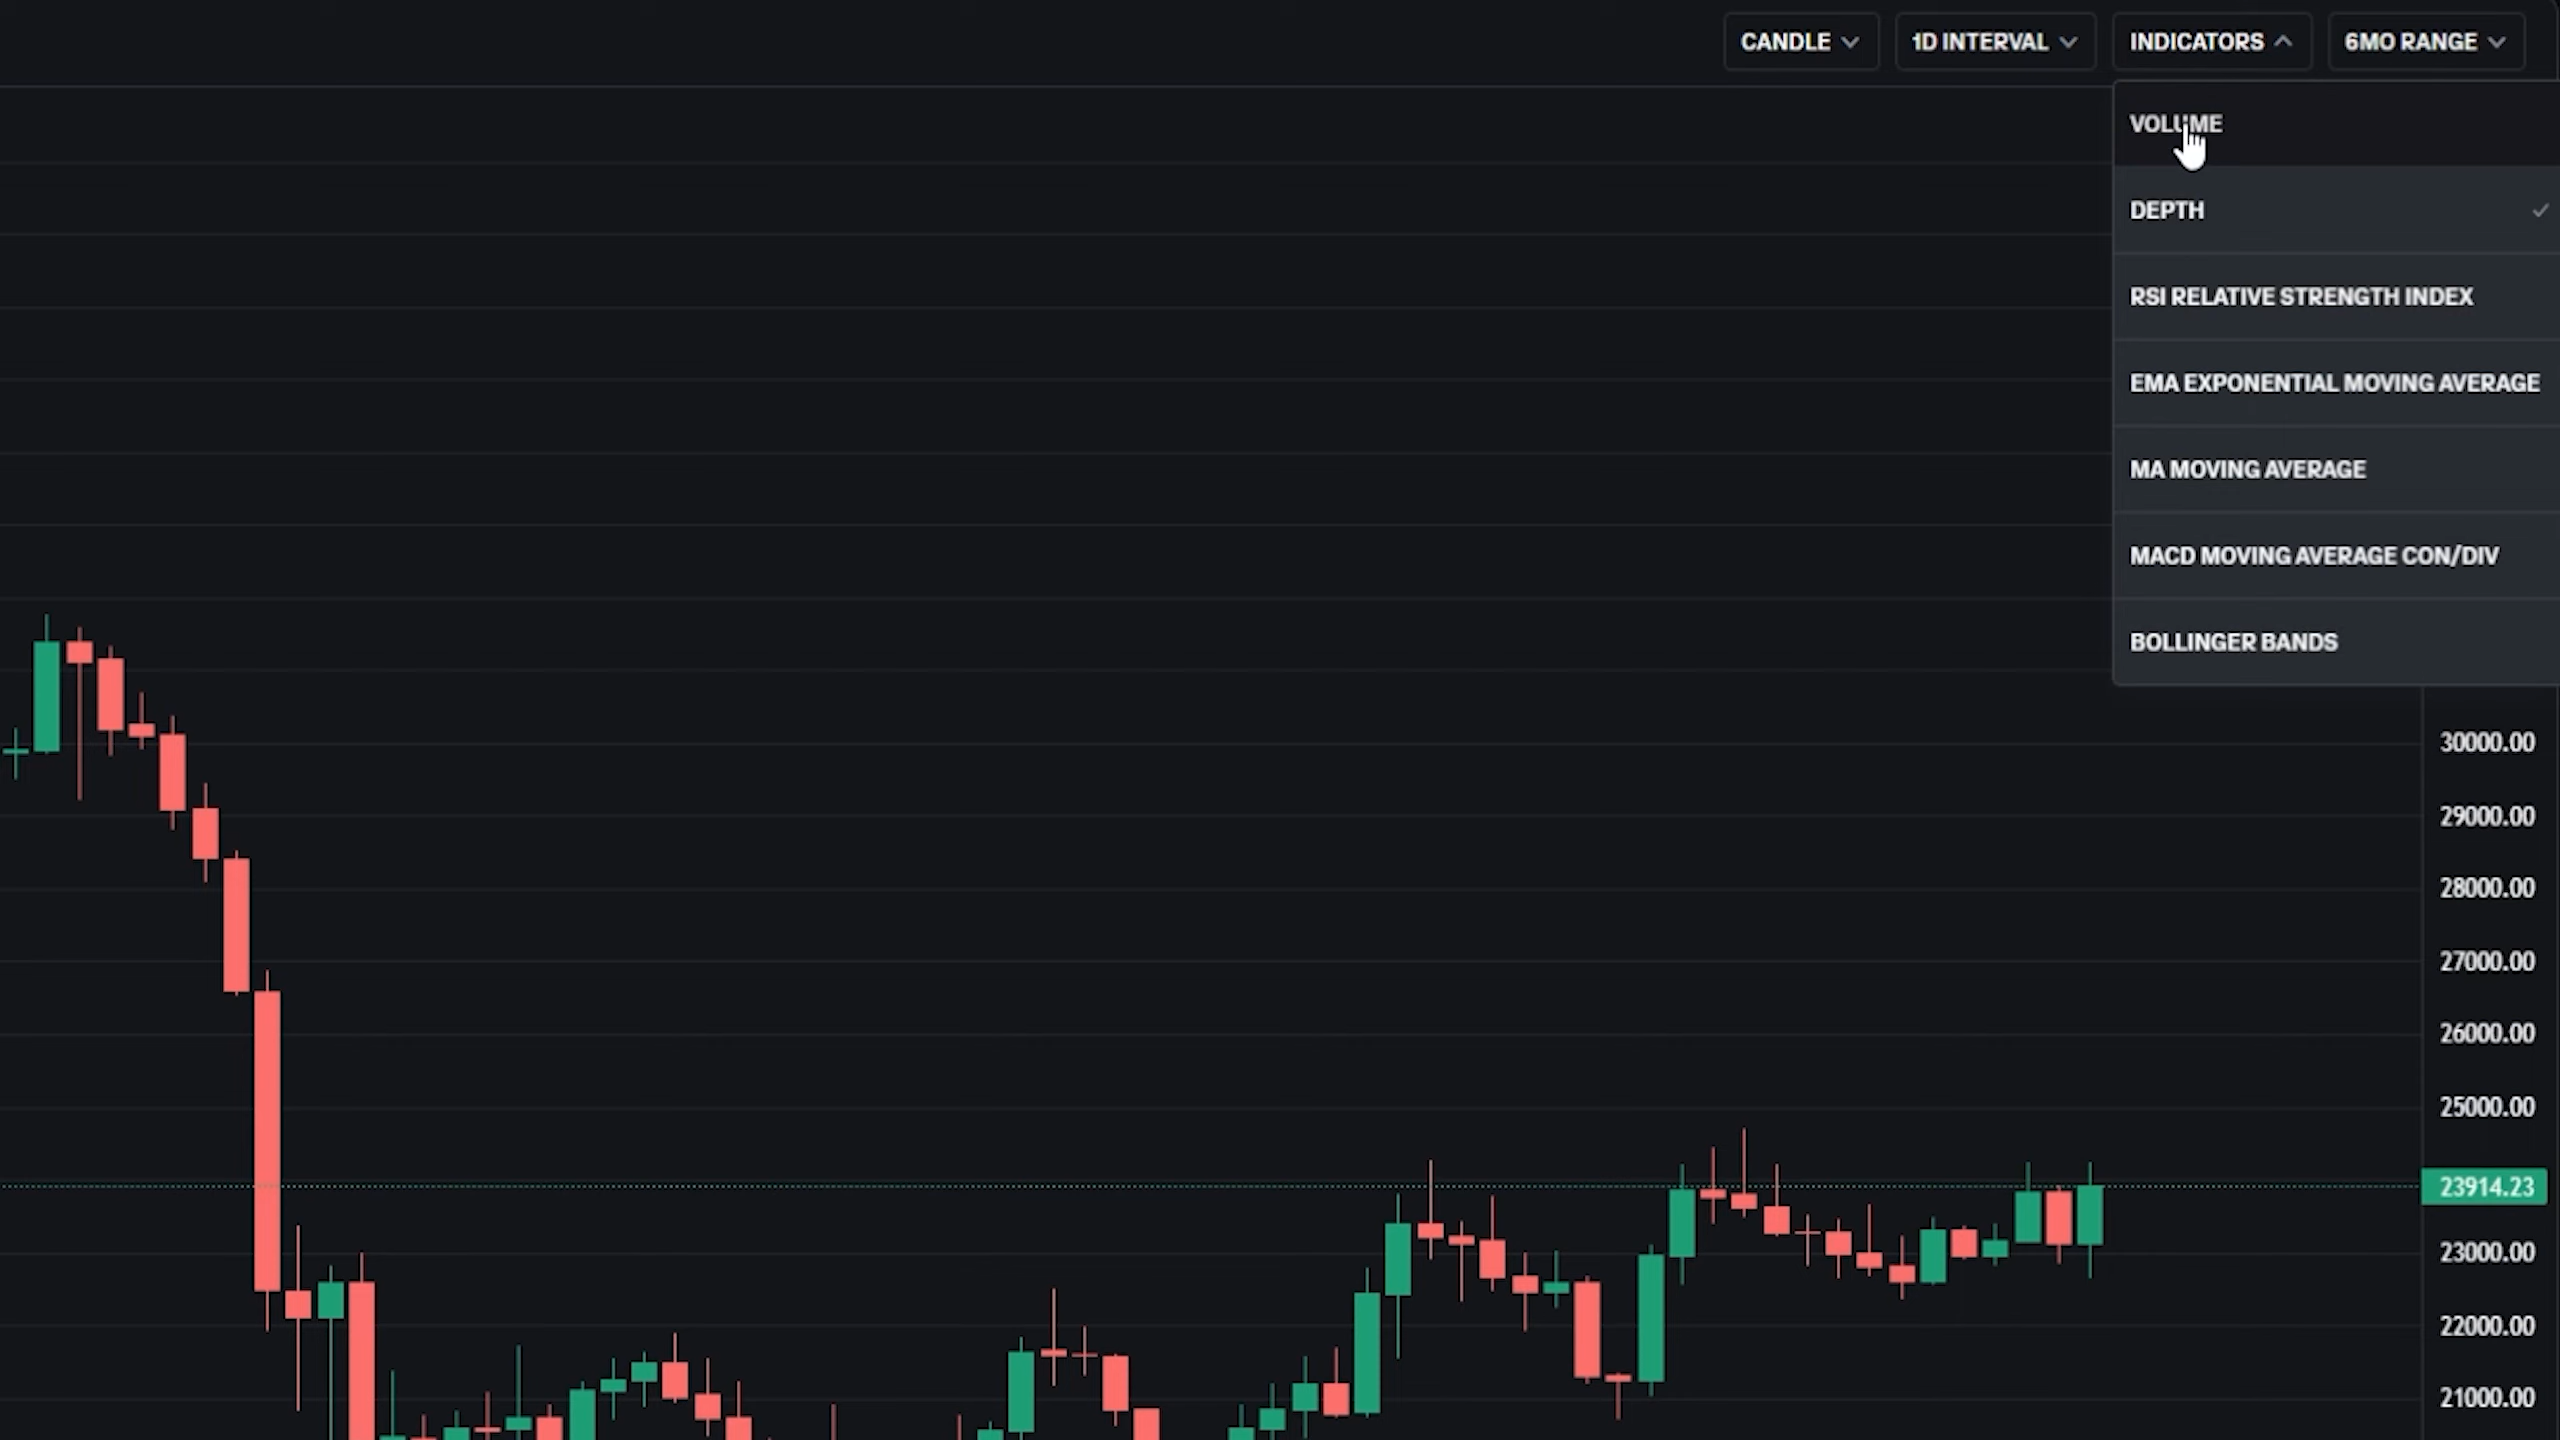 CANDLE
1D INTERVAL
INDICATORS
6MO RANGE
VOLUME
DEPTH
RSI RELATIVE STRENGTH INDEX
EMA EXPONENTIAL MOVING AVERAGE
MA MOVING AVERAGE
MACD MOVING AVERAGE CON/DIV
BOLLINGER BANDS
30000.00
29000.00
28000.00
27000.00
26000.00
25000.00
23914.23
23000.00
22000.00
21000.00